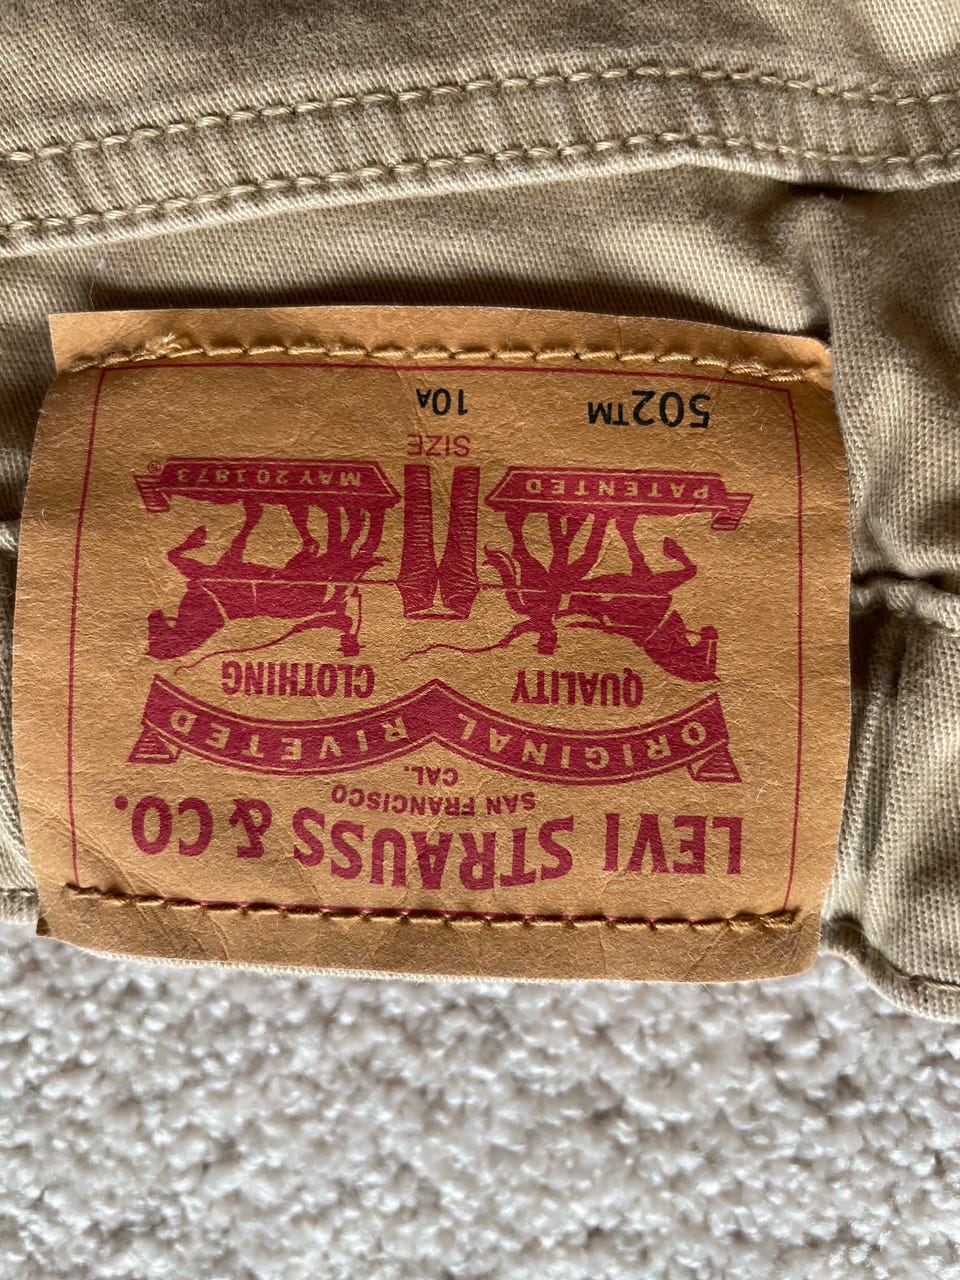 LEVI STRAUSS & CO.
SAN FRANCISCO
CAL.
ORIGINAL RIVETED
QUALITY CLOTHING
PATENTED MAY 20 1873 ®
SIZE
502™ 10A